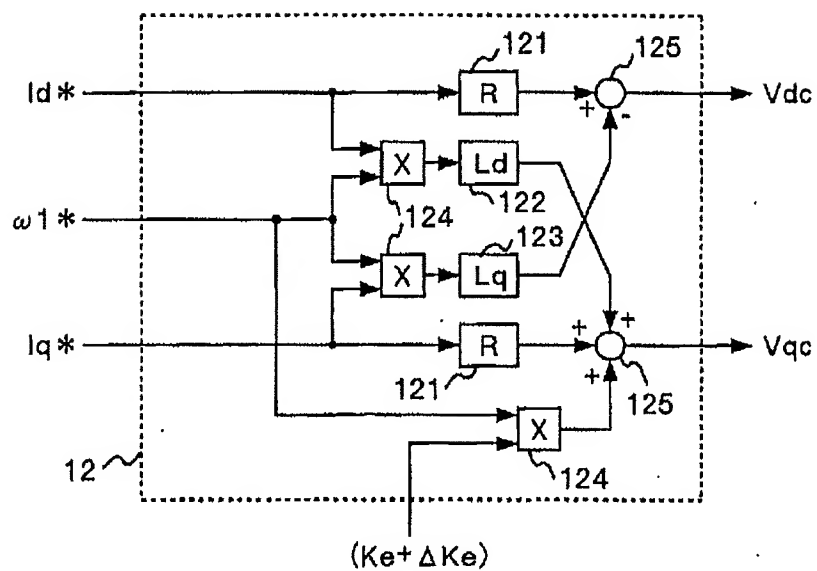 121
125
Id*
R
+
-
Vdc
X
Ld
122
ω1*
124
123
X
Lq
+
+
Iq*
R
Vqc
121
+
125
X
12
124
(Ke+ΔKe)